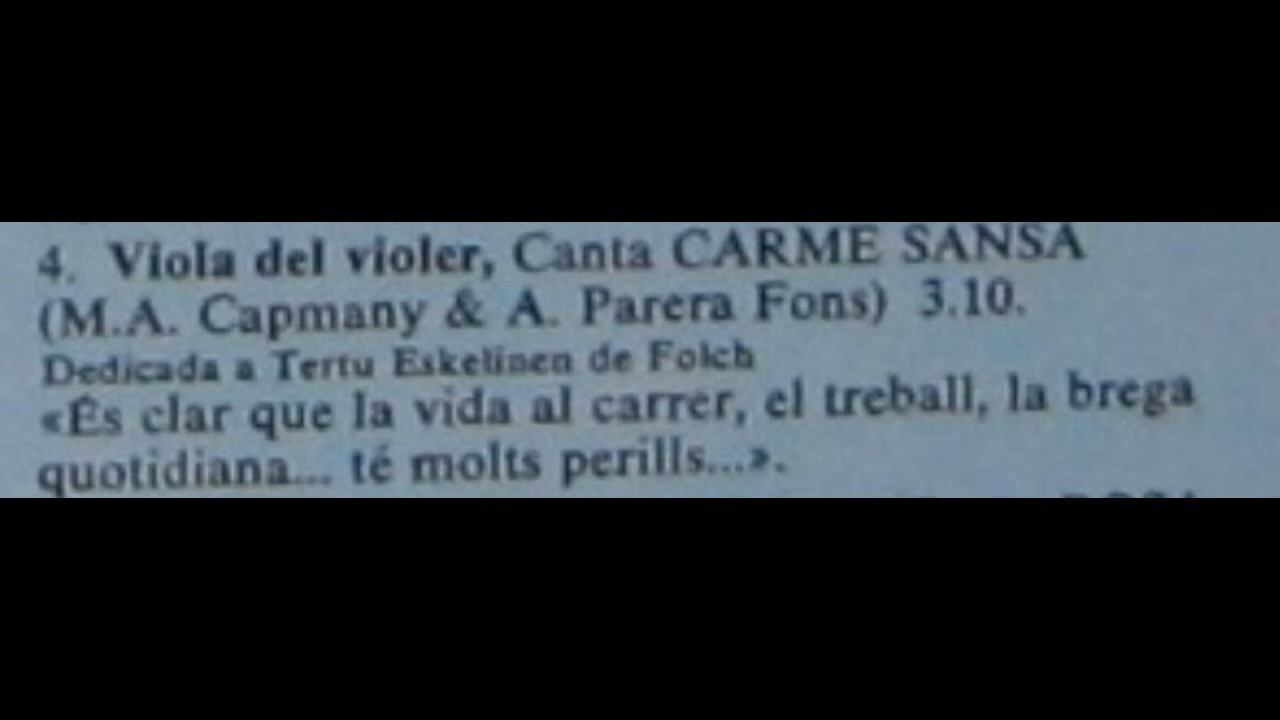 4. Viola del violer, Canta CARME SANSA
(M.A. Capmany & A. Parera Fons) 3.10.
Dedicada a Tertu Eskelinen de Folch
«És clar que la vida al carrer, el treball, la brega
quotidiana... té molts perills...».